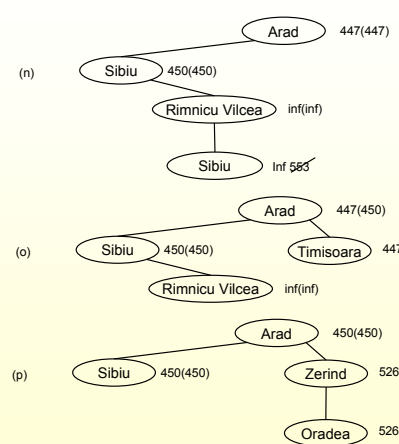 Arad 447(447)
(n) Sibiu 450(450)
Rimnicu Vilcea inf(inf)
Sibiu Inf 553
Arad 447(450)
(o) Sibiu 450(450) Timisoara 447
Rimnicu Vilcea inf(inf)
Arad 450(450)
(p) Sibiu 450(450) Zerind 526
Oradea 526